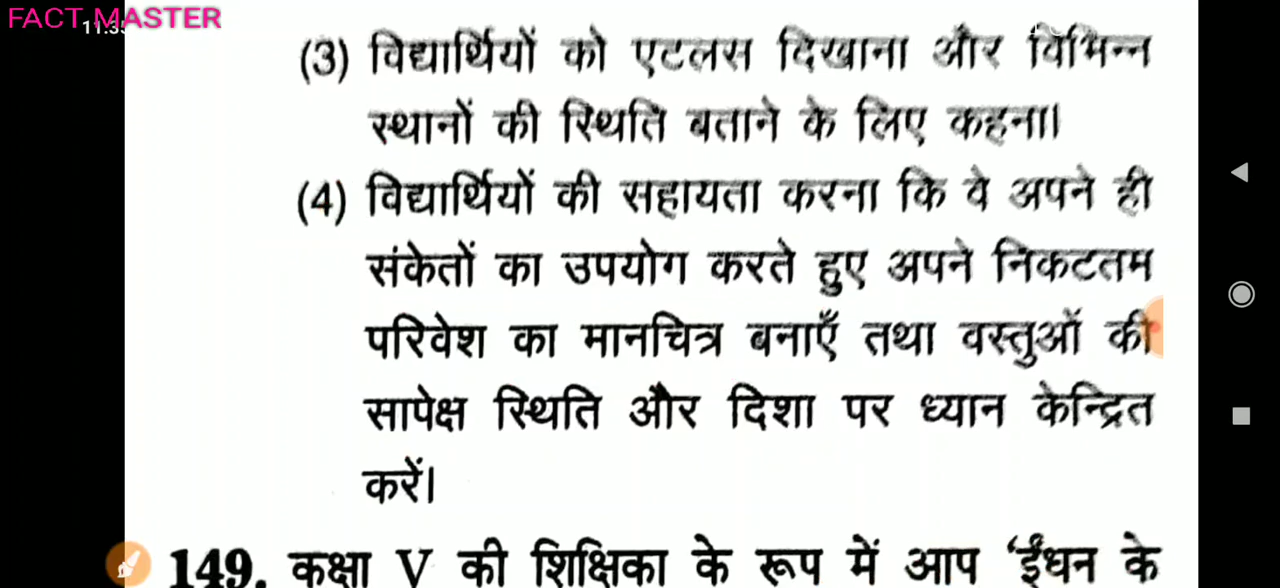 FACT MASTER
(3) विद्यार्थियों को एटलस दिखाना और विभिन्न
स्थानों की स्थिति बताने के लिए कहना।
(4) विद्यार्थियों की सहायता करना कि वे अपने ही
संकेतों का उपयोग करते हुए अपने निकटतम
परिवेश का मानचित्र बनाएँ तथा वस्तुओं की
सापेक्ष स्थिति और दिशा पर ध्यान केन्द्रित
करें।
149. कक्षा V की शिक्षिका के रूप में आप ‘ईंधन के